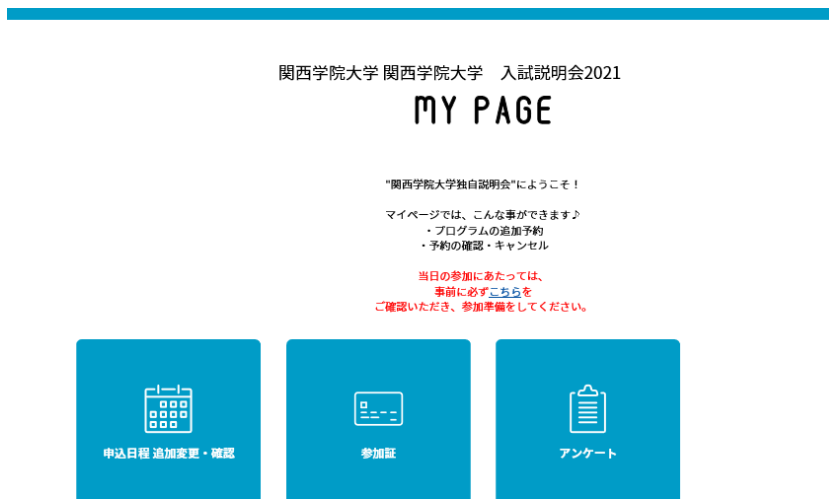 関西学院大学 関西学院大学　入試説明会2021
MY PAGE
"関西学院大学独自説明会"にようこそ！
マイページでは、こんな事ができます♪
・プログラムの追加予約
・予約の確認・キャンセル
当日の参加にあたっては、
事前に必ずこちらを
ご確認いただき、参加準備をしてください。
申込日程 追加変更・確認
参加証
アンケート